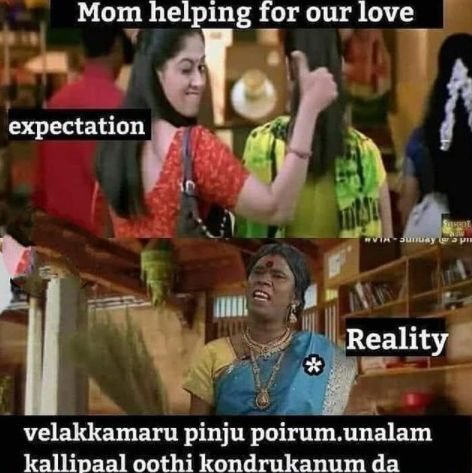 Mom helping for our love
expectation
Reality
velakkamaru pinju poirum.unalam
kallipaal oothi kondrukanum da